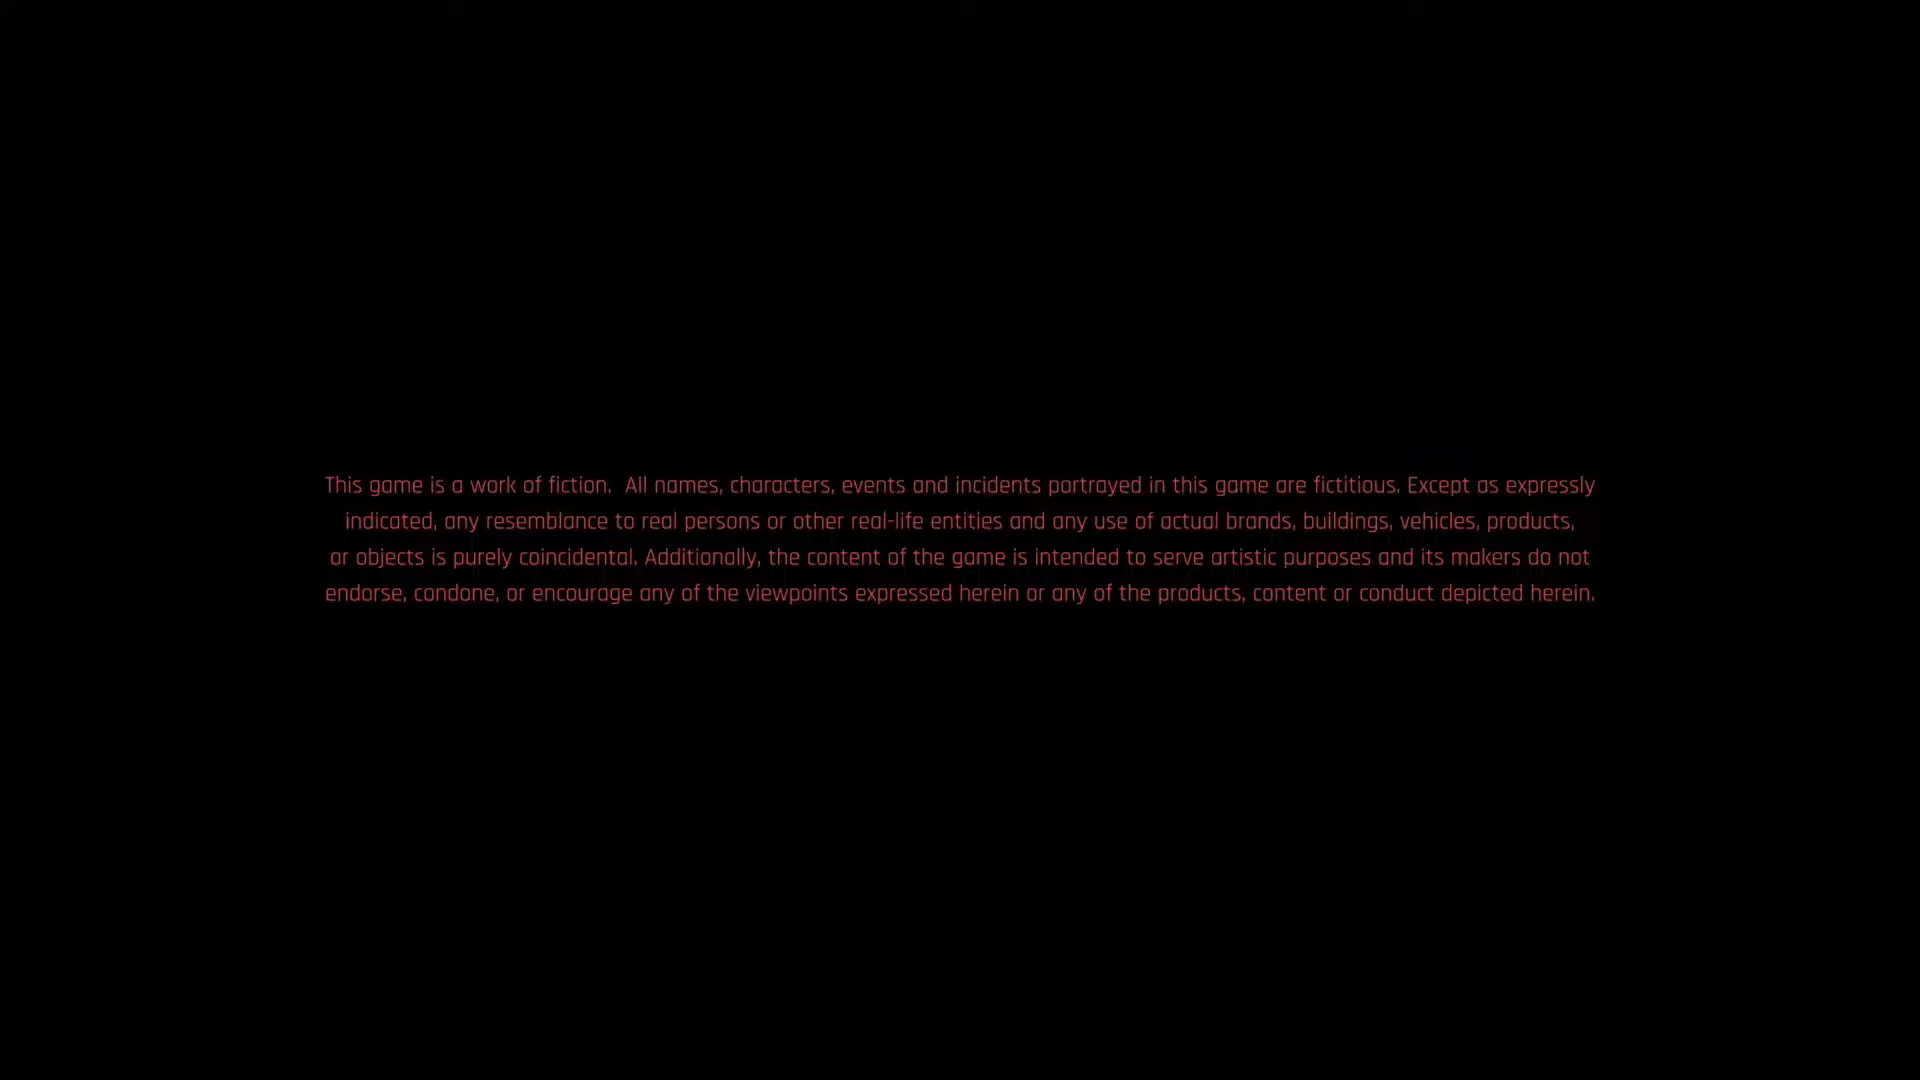 This game is a work of fiction.  All names, characters, events and incidents portrayed in this game are fictitious. Except as expressly
indicated, any resemblance to real persons or other real-life entities and any use of actual brands, buildings, vehicles, products,
or objects is purely coincidental. Additionally, the content of the game is intended to serve artistic purposes and its makers do not
endorse, condone, or encourage any of the viewpoints expressed herein or any of the products, content or conduct depicted herein.